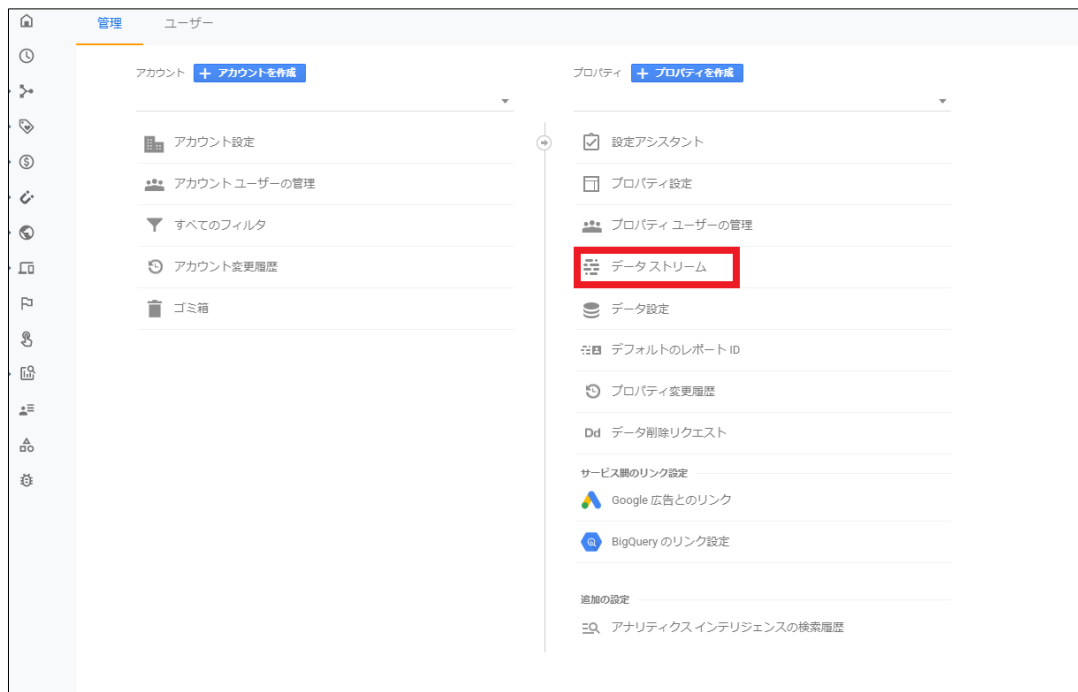 管理 ユーザー
アカウント + アカウントを作成
アカウント設定
アカウント ユーザーの管理
すべてのフィルタ
アカウント変更履歴
ゴミ箱
プロパティ + プロパティを作成
設定アシスタント
プロパティ設定
プロパティ ユーザーの管理
データ ストリーム
データ設定
デフォルトのレポート ID
プロパティ変更履歴
Dd データ削除リクエスト
サービス間のリンク設定
Google 広告とのリンク
BigQuery のリンク設定
追加の設定
アナリティクス インテリジェンスの検索履歴